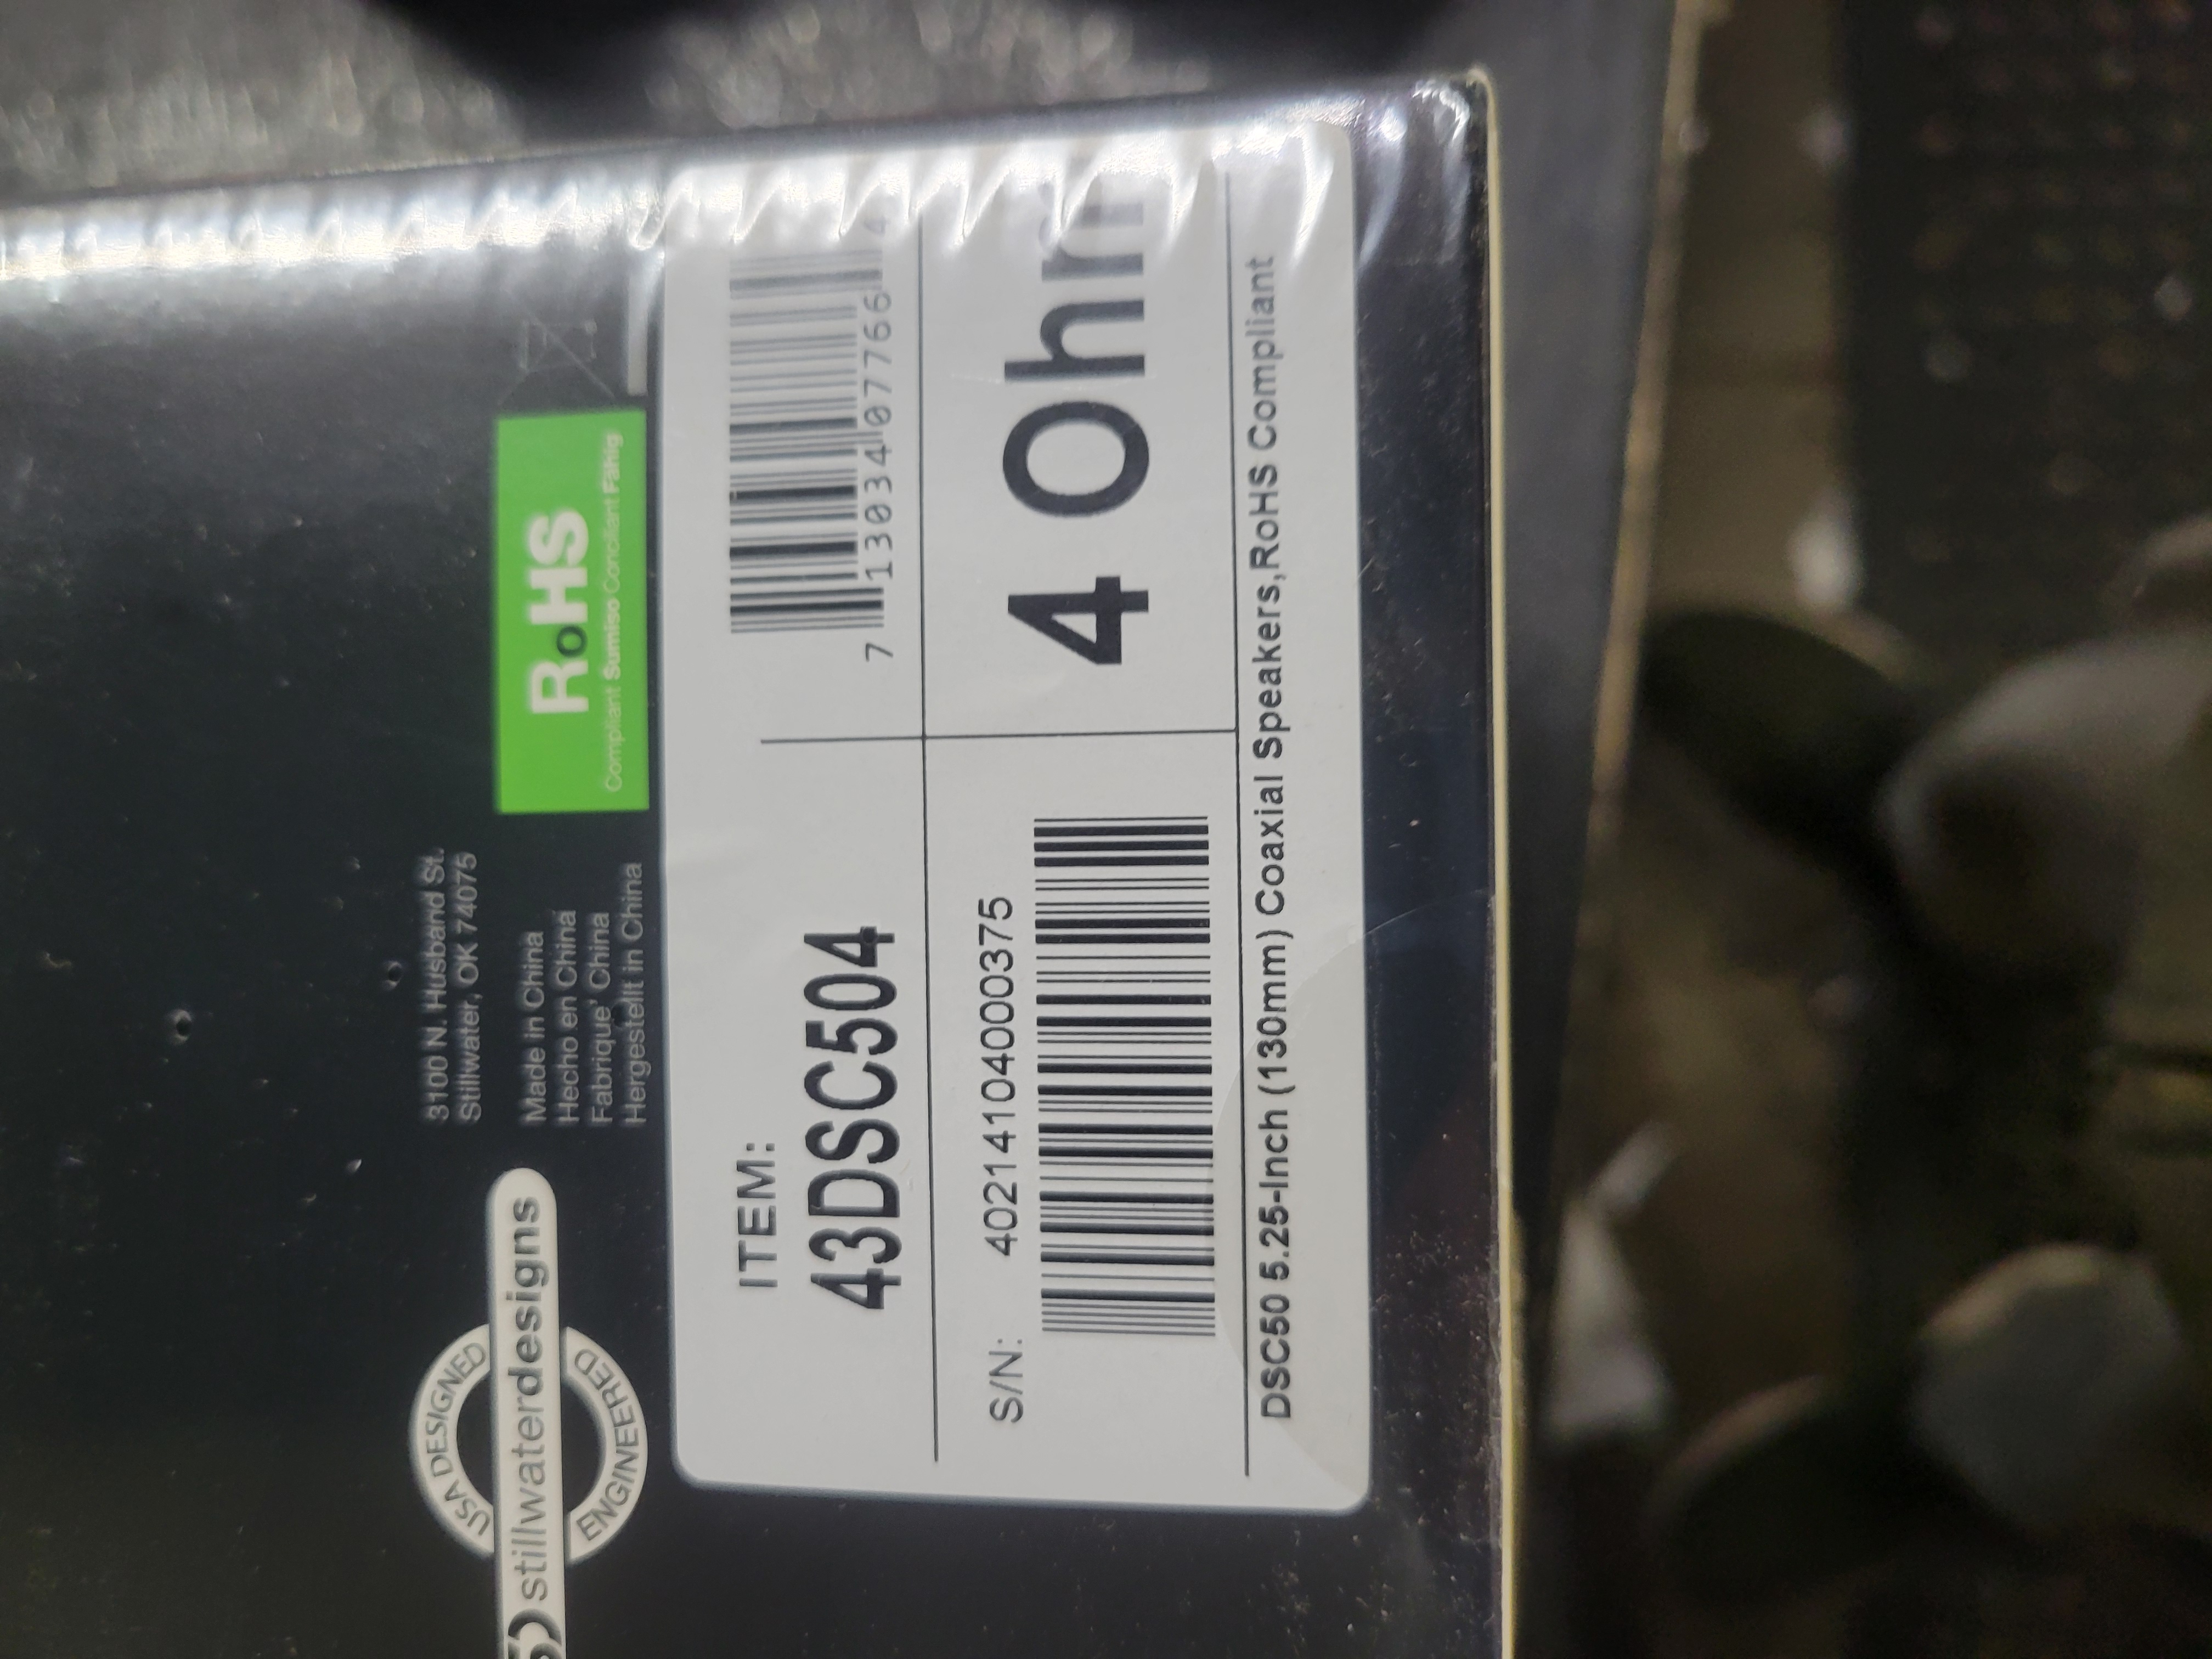 USA DESIGNED
stillwaterdesigns
ENGINEERED
3100 N. Husband St.
Stillwater, OK 74075
Made in China
Hecho en China
Fabrique' China
Hergestellt in China
RoHS
Compliant Sumiso Conciliant Fähig
ITEM:
43DSC504
7 13034 07766 4
S/N: 40214104000375
4 Ohm
DSC50 5.25-Inch (130mm) Coaxial Speakers,RoHS Compliant